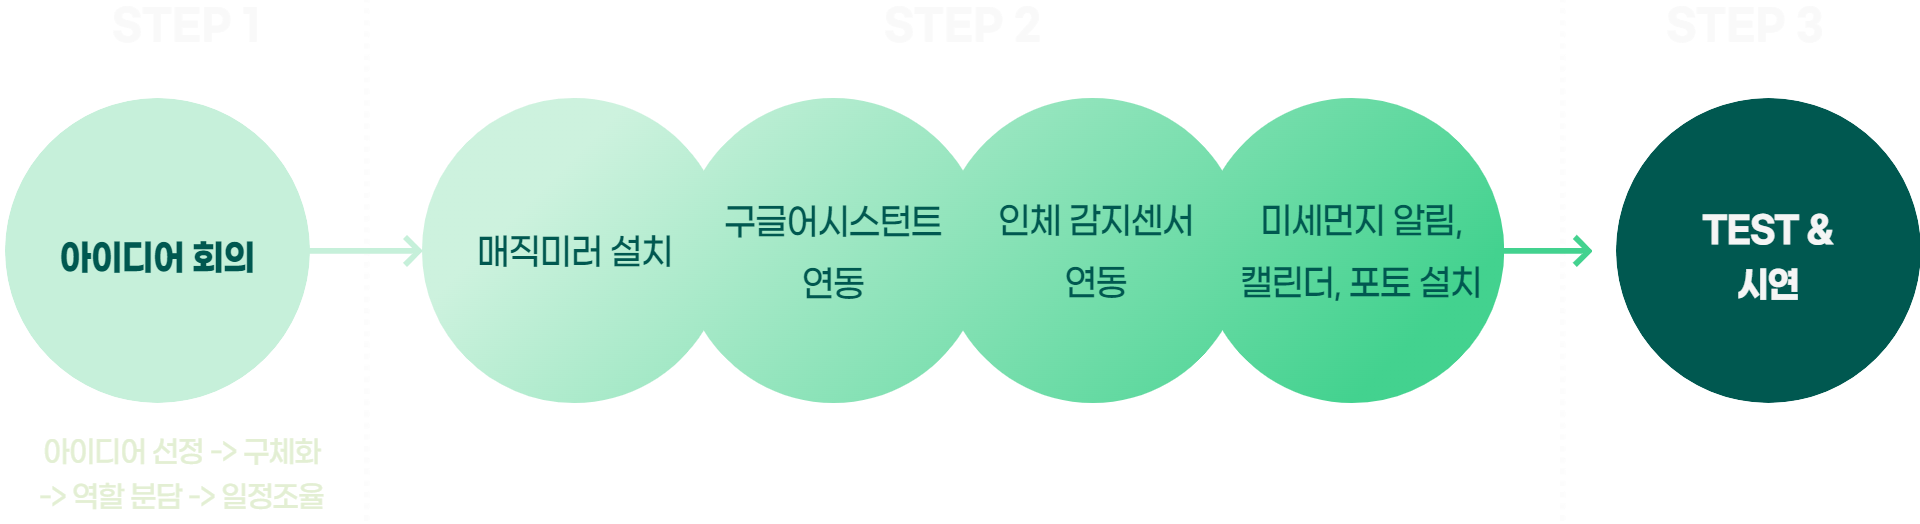 STEP 1
STEP 2
STEP 3
아이디어 회의
매직미러 설치
구글어시스턴트
연동
인체 감지센서
연동
미세먼지 알림,
캘린더, 포토 설치
TEST &
시연
아이디어 선정 -> 구체화
-> 역할 분담 -> 일정조율